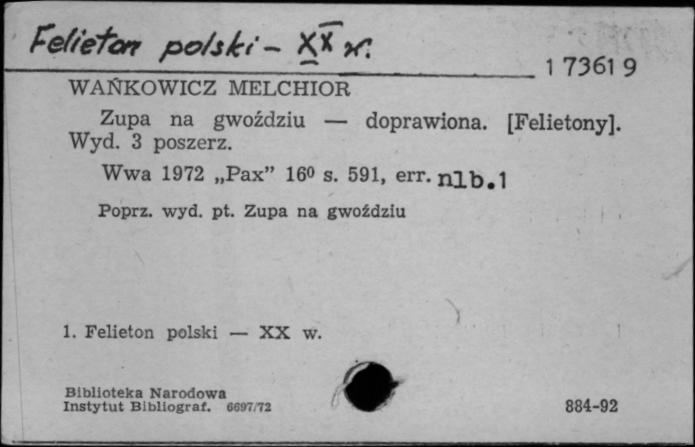 Felieton polski - XX w.
173619
WAŃKOWICZ MELCHIOR
Zupa na gwoździu — doprawiona. [Felietony].
Wyd. 3 poszerz.
Wwa 1972 „Pax” 16⁰ s. 591, err. nlb.1
Poprz. wyd. pt. Zupa na gwoździu
1. Felieton polski — XX w.
Biblioteka Narodowa
Instytut Bibliograf. 6697/72
884-92